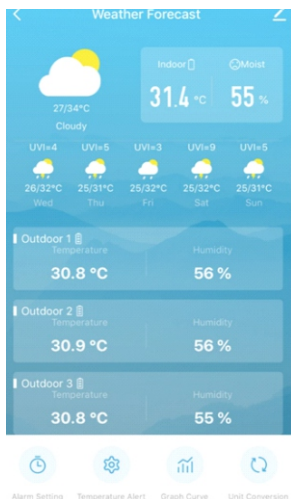 Weather Forecast
Indoor Moist
31.4 °C 55 %
27/34°C
Cloudy
UVI=4 UVI=5 UVI=3 UVI=9 UVI=5
26/32°C 25/31°C 25/32°C 25/32°C 25/31°C
Wed Thu Fri Sat Sun
Outdoor 1
Temperature Humidity
30.8 °C 56 %
Outdoor 2
Temperature Humidity
30.9 °C 56 %
Outdoor 3
Temperature Humidity
30.8 °C 55 %
Alarm Setting Temperature Alert Graph Curve Unit Conversion